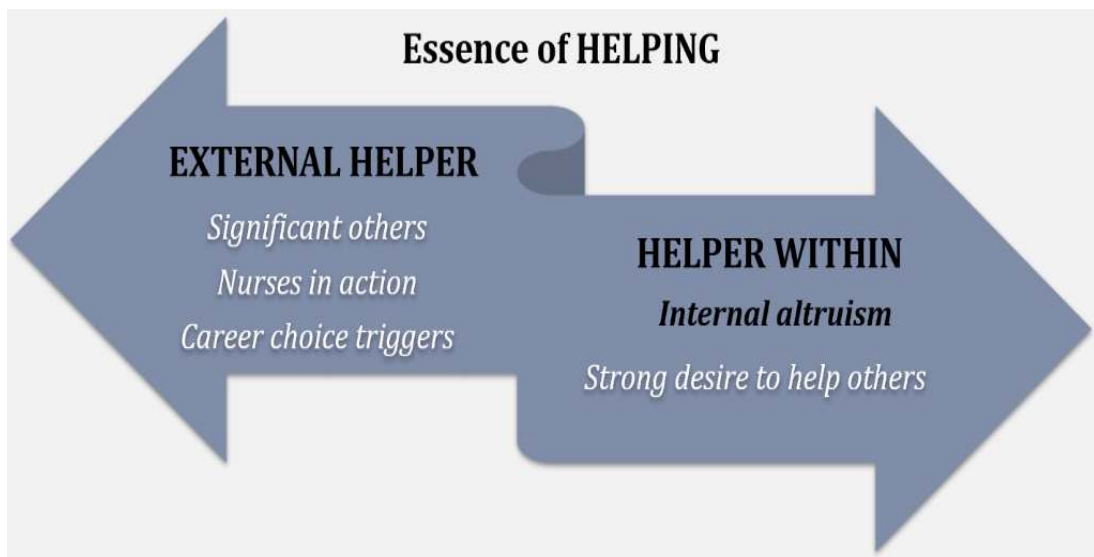 Essence of HELPING
EXTERNAL HELPER
Significant others
Nurses in action
Career choice triggers
HELPER WITHIN
Internal altruism
Strong desire to help others